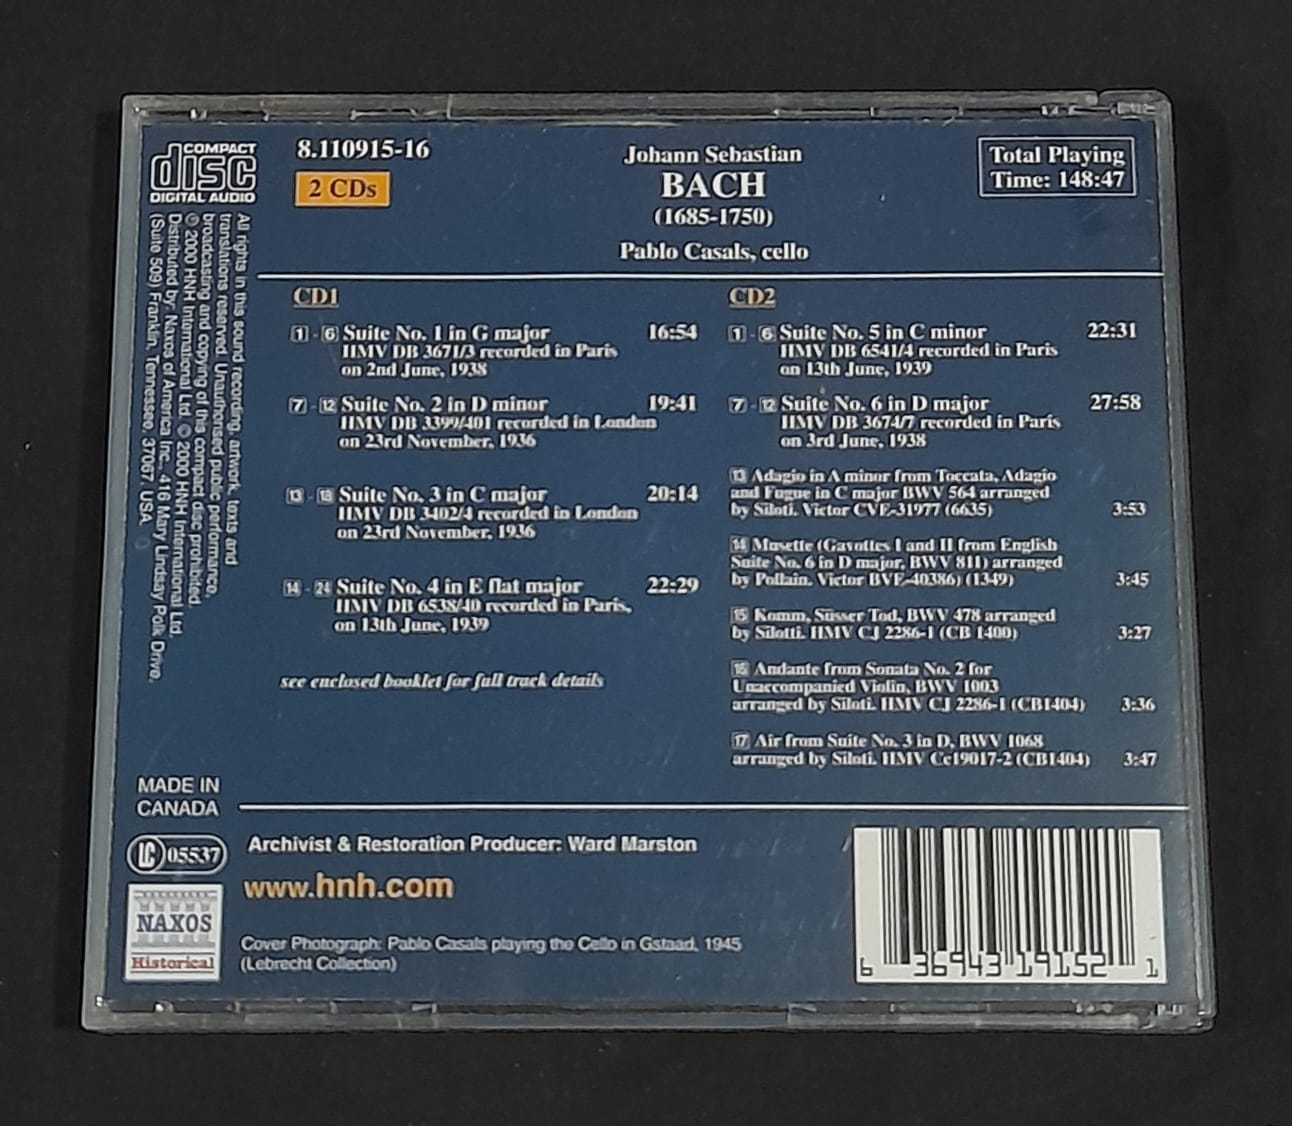 COMPACT
disc
DIGITAL AUDIO
8.110915-16
2 CDs
Johann Sebastian
BACH
(1685-1750)
Pablo Casals, cello
Total Playing
Time: 148:47
All rights in this sound recording, artwork, texts and
translations reserved. Unauthorised public performance,
broadcasting and copying of this compact disc prohibited.
℗ 2000 HNH International Ltd. © 2000 HNH International Ltd.
Distributed by: Naxos of America Inc., 416 Mary Lindsay Polk Drive,
(Suite 509) Franklin, Tennessee, 37067, USA
CD1
1 - 6 Suite No. 1 in G major 16:54
HMV DB 3671/3 recorded in Paris
on 2nd June, 1938
7 - 12 Suite No. 2 in D minor 19:41
HMV DB 3399/401 recorded in London
on 23rd November, 1936
13 - 18 Suite No. 3 in C major 20:14
HMV DB 3402/4 recorded in London
on 23rd November, 1936
14 - 24 Suite No. 4 in E flat major 22:29
HMV DB 6538/40 recorded in Paris,
on 13th June, 1939
see enclosed booklet for full track details
CD2
1 - 6 Suite No. 5 in C minor 22:31
HMV DB 6541/4 recorded in Paris
on 13th June, 1939
7 - 12 Suite No. 6 in D major 27:58
HMV DB 3674/7 recorded in Paris
on 3rd June, 1938
13 Adagio in A minor from Toccata, Adagio
and Fugue in C major BWV 564 arranged
by Siloti. Victor CVE-31977 (6635) 3:53
14 Musette (Gavottes I and II from English
Suite No. 6 in D major, BWV 811) arranged
by Pollain. Victor BVE-40386) (1349) 3:45
15 Komm, Süsser Tod, BWV 478 arranged
by Silotti. HMV CJ 2286-1 (CB 1400) 3:27
16 Andante from Sonata No. 2 for
Unaccompanied Violin, BWV 1003
arranged by Siloti. HMV CJ 2286-1 (CB1404) 3:36
17 Air from Suite No. 3 in D, BWV 1068
arranged by Siloti. HMV Cc19017-2 (CB1404) 3:47
MADE IN
CANADA
LC 05537
NAXOS
Historical
Archivist & Restoration Producer: Ward Marston
www.hnh.com
Cover Photograph: Pablo Casals playing the Cello in Gstaad, 1945
(Lebrecht Collection)
6 36943 19152 1